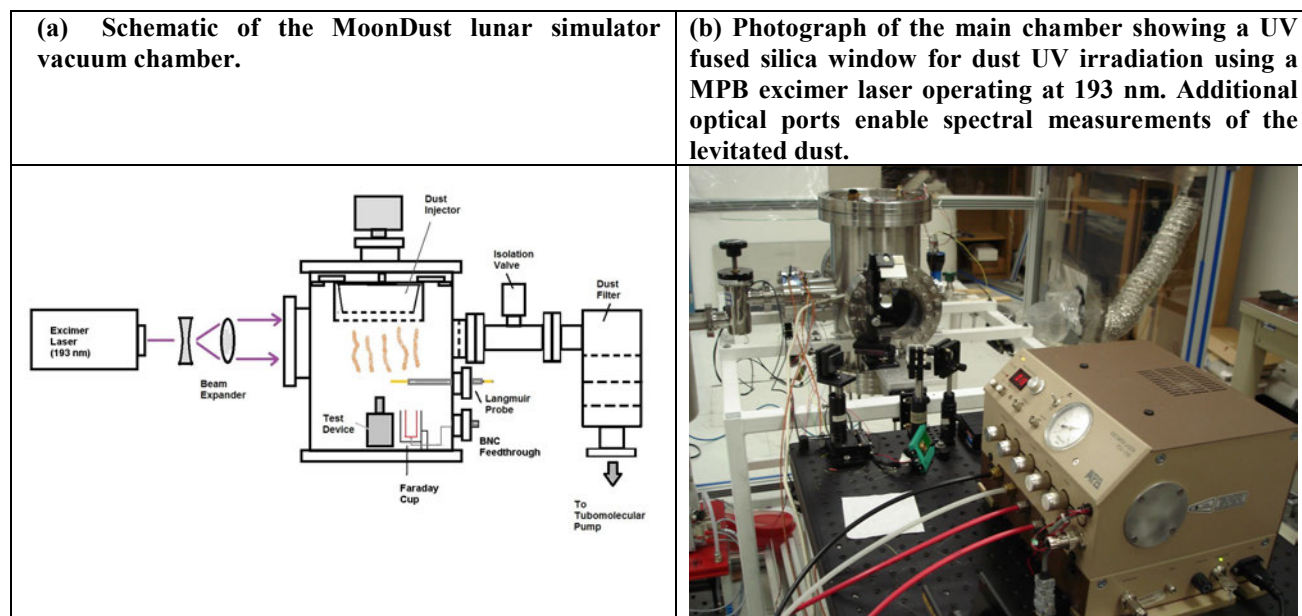 (a) Schematic of the MoonDust lunar simulator
vacuum chamber.
(b) Photograph of the main chamber showing a UV
fused silica window for dust UV irradiation using a
MPB excimer laser operating at 193 nm. Additional
optical ports enable spectral measurements of the
levitated dust.
Dust
Injector
Isolation
Valve
Dust
Filter
Excimer
Laser
(193 nm)
Beam
Expander
Langmuir
Probe
Test
Device
BNC
Feedthrough
Faraday
Cup
To
Tubomolecular
Pump